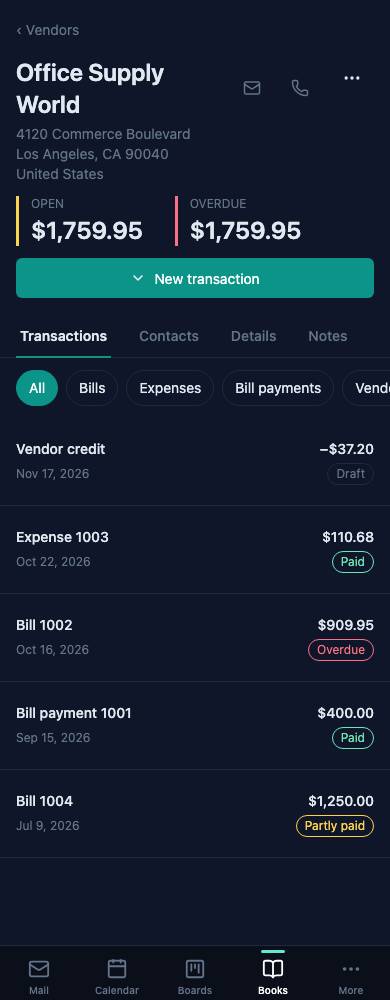 ‹ Vendors
Office Supply
World
4120 Commerce Boulevard
Los Angeles, CA 90040
United States
OPEN
$1,759.95
OVERDUE
$1,759.95
New transaction
Transactions
Contacts
Details
Notes
All
Bills
Expenses
Bill payments
Vend
Vendor credit
−$37.20
Nov 17, 2026
Draft
Expense 1003
$110.68
Oct 22, 2026
Paid
Bill 1002
$909.95
Oct 16, 2026
Overdue
Bill payment 1001
$400.00
Sep 15, 2026
Paid
Bill 1004
$1,250.00
Jul 9, 2026
Partly paid
Mail
Calendar
Boards
Books
More